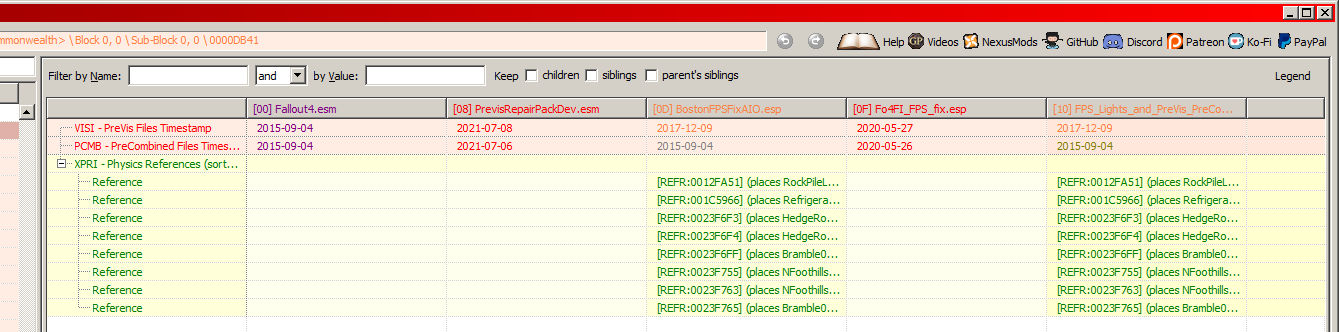 mmonwealth> \ Block 0, 0 \ Sub-Block 0, 0 \ 0000DB41
Help Videos NexusMods GitHub Discord Patreon Ko-Fi PayPal
Filter by Name: and by Value: Keep children siblings parent's siblings Legend
[00] Fallout4.esm [08] PrevisRepairPackDev.esm [0D] BostonFPSFixAIO.esp [0F] Fo4FI_FPS_fix.esp [10] FPS_Lights_and_PreVis_PreCo...
VISI - PreVis Files Timestamp 2015-09-04 2021-07-08 2017-12-09 2020-05-27 2017-12-09
PCMB - PreCombined Files Times... 2015-09-04 2021-07-06 2015-09-04 2020-05-26 2015-09-04
XPRI - Physics References (sort...
Reference [REFR:0012FA51] (places RockPileL... [REFR:0012FA51] (places RockPileL...
Reference [REFR:001C5966] (places Refrigera... [REFR:001C5966] (places Refrigera...
Reference [REFR:0023F6F3] (places HedgeRo... [REFR:0023F6F3] (places HedgeRo...
Reference [REFR:0023F6F4] (places HedgeRo... [REFR:0023F6F4] (places HedgeRo...
Reference [REFR:0023F6FF] (places Bramble0... [REFR:0023F6FF] (places Bramble0...
Reference [REFR:0023F755] (places NFoothills... [REFR:0023F755] (places NFoothills...
Reference [REFR:0023F763] (places NFoothills... [REFR:0023F763] (places NFoothills...
Reference [REFR:0023F765] (places Bramble0... [REFR:0023F765] (places Bramble0...